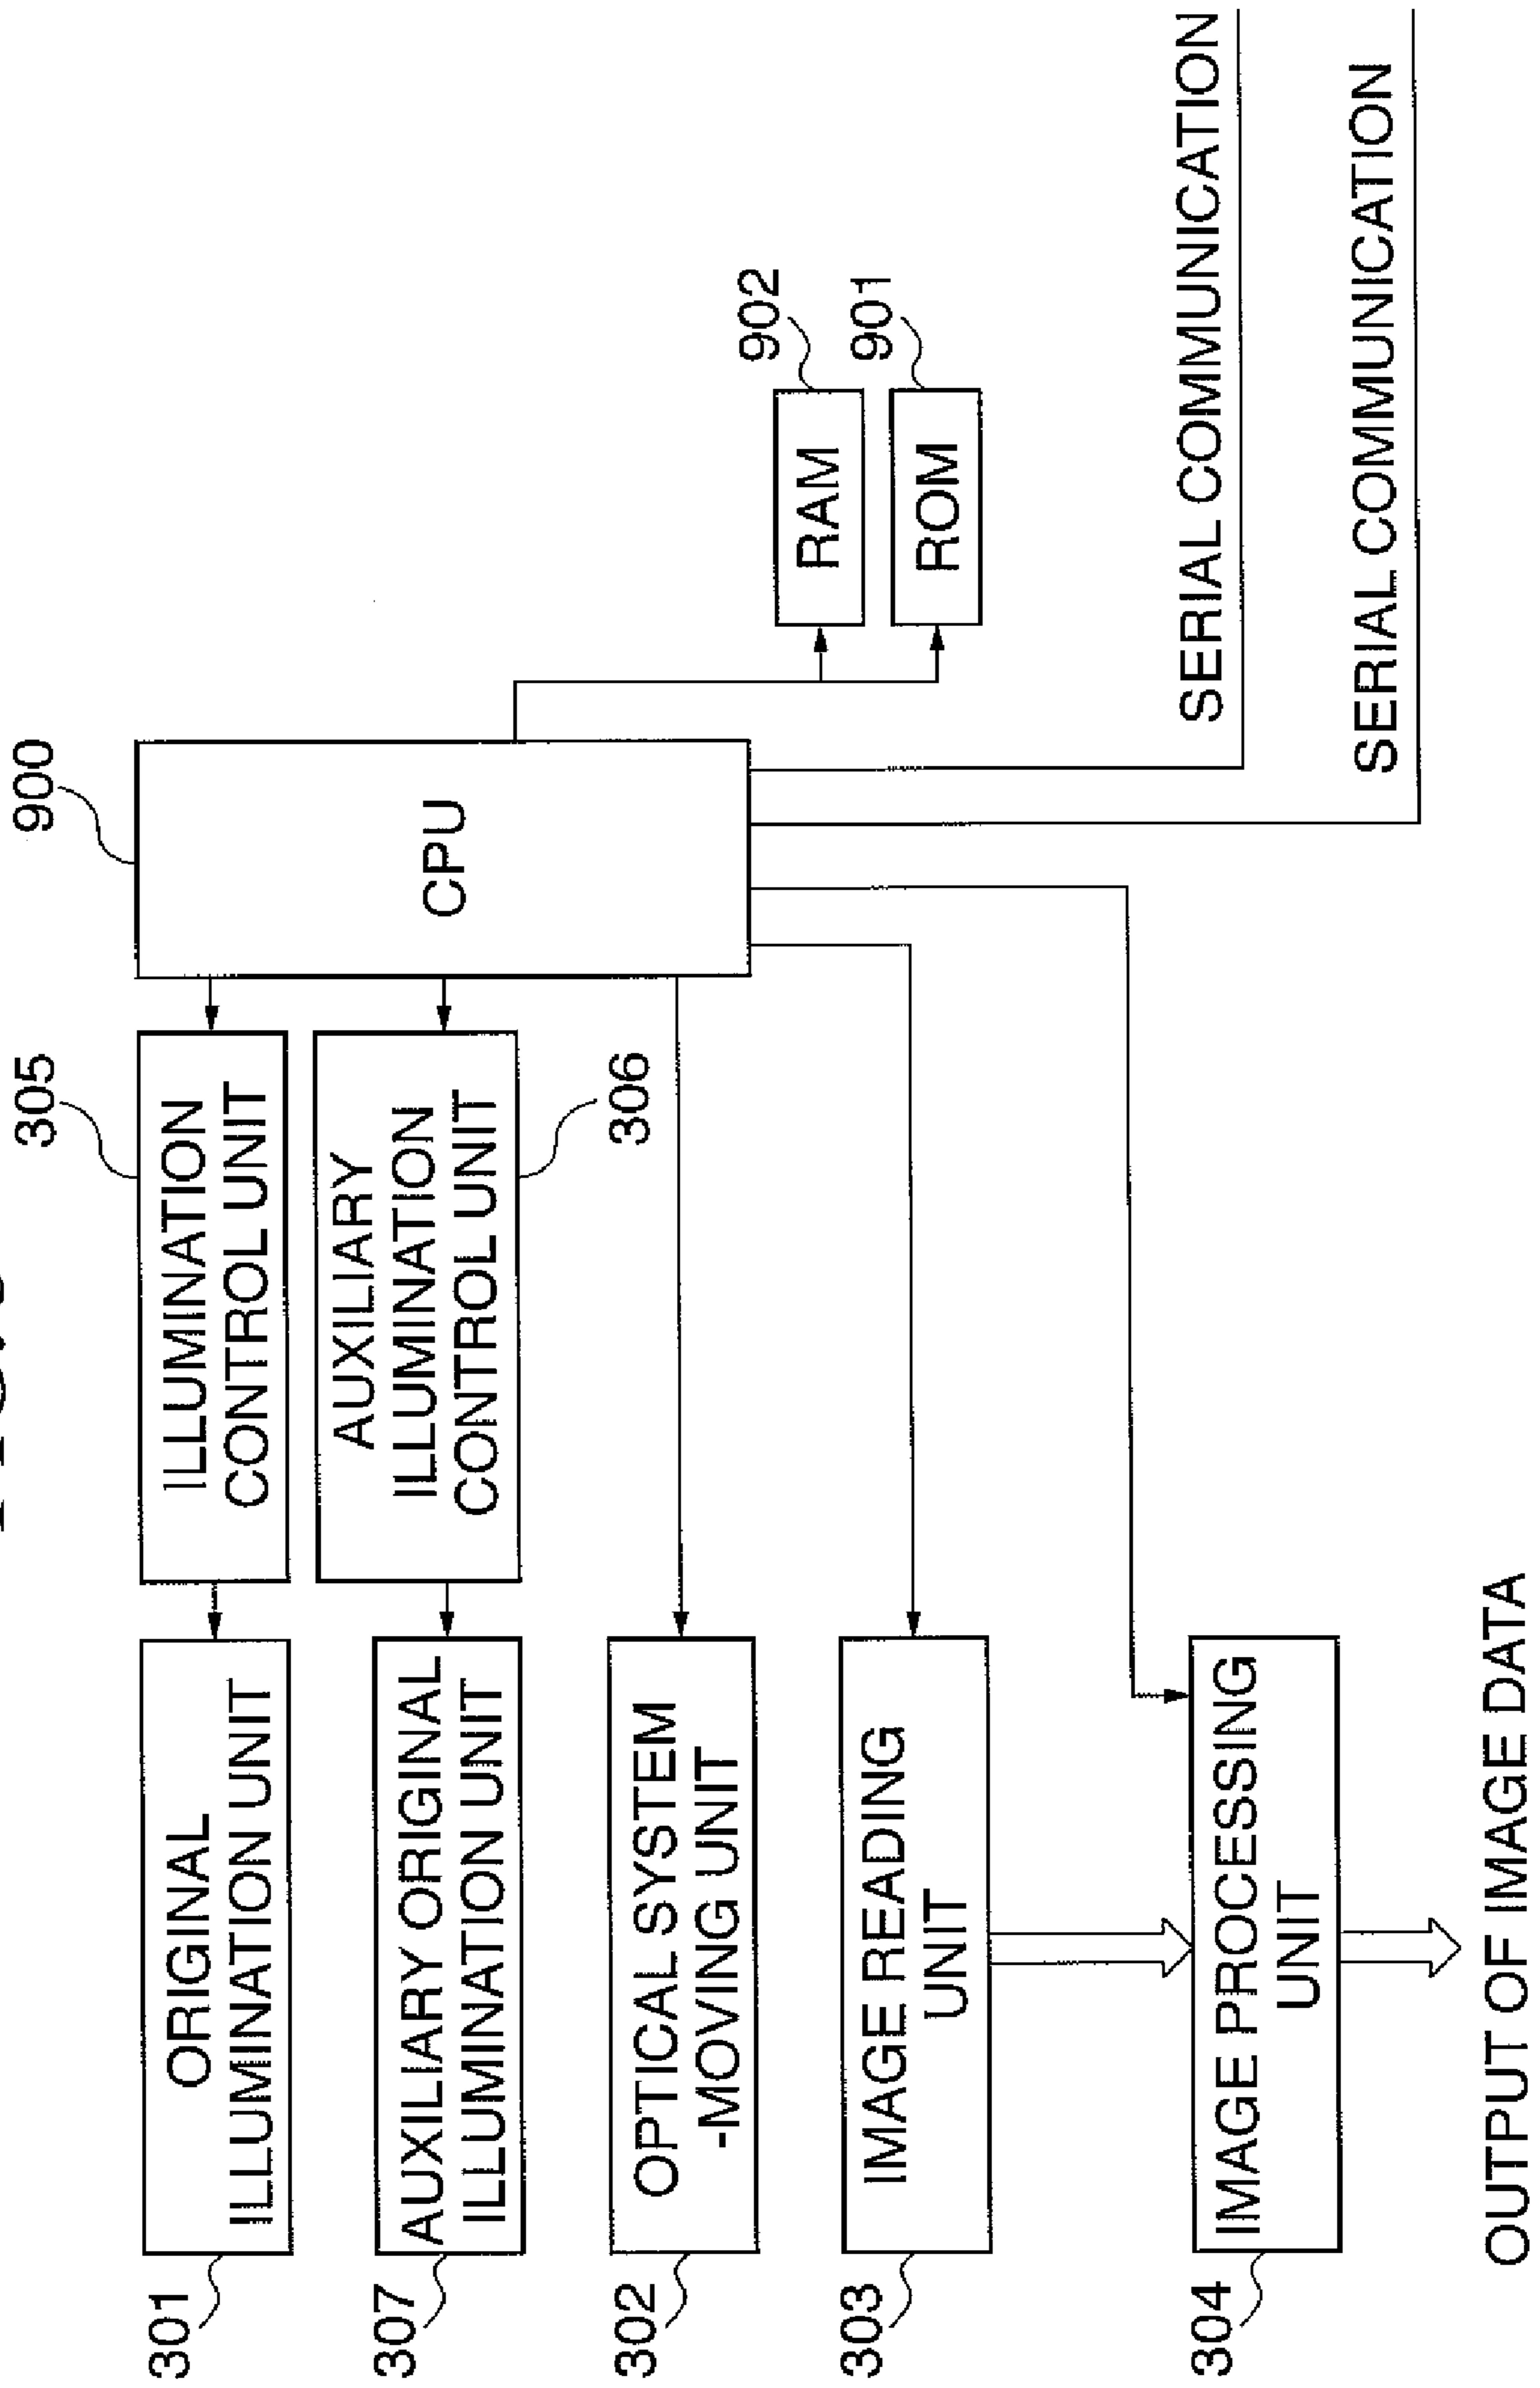 900
305
301
ORIGINAL
ILLUMINATION UNIT
ILLUMINATION
CONTROL UNIT
CPU
307
AUXILIARY ORIGINAL
ILLUMINATION UNIT
AUXILIARY
ILLUMINATION
CONTROL UNIT
306
302
OPTICAL SYSTEM
-MOVING UNIT
RAM
902
303
IMAGE READING
UNIT
ROM
901
304
IMAGE PROCESSING
UNIT
SERIAL COMMUNICATION
SERIAL COMMUNICATION
OUTPUT OF IMAGE DATA